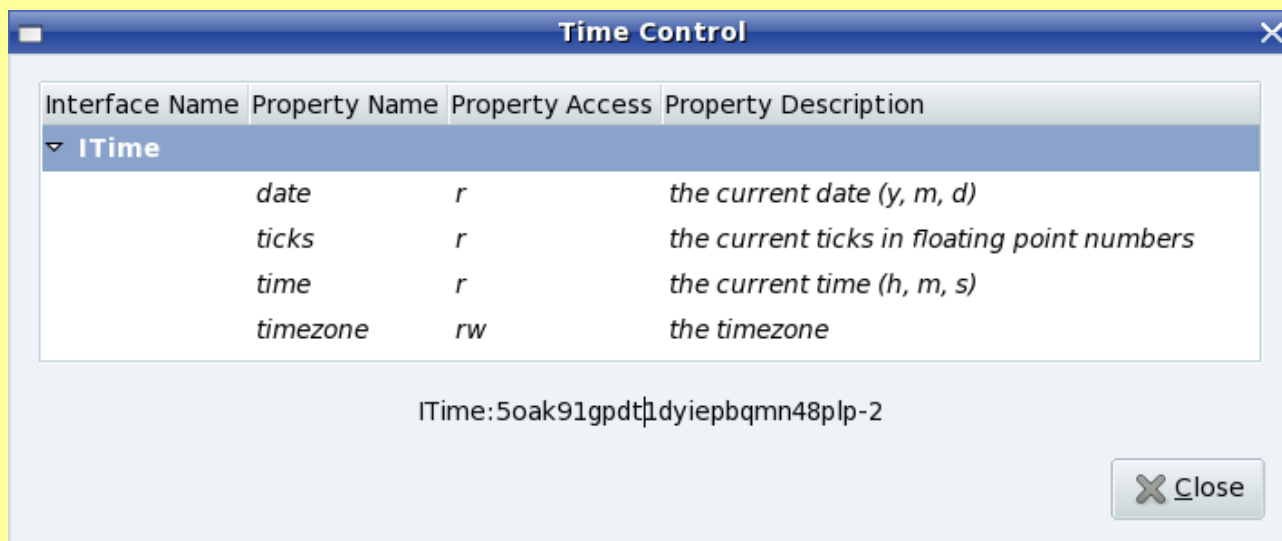 Time Control
Interface Name Property Name Property Access Property Description
ITime
date r the current date (y, m, d)
ticks r the current ticks in floating point numbers
time r the current time (h, m, s)
timezone rw the timezone
ITime:5oak91gpdt1dyiepbqmn48plp-2
Close